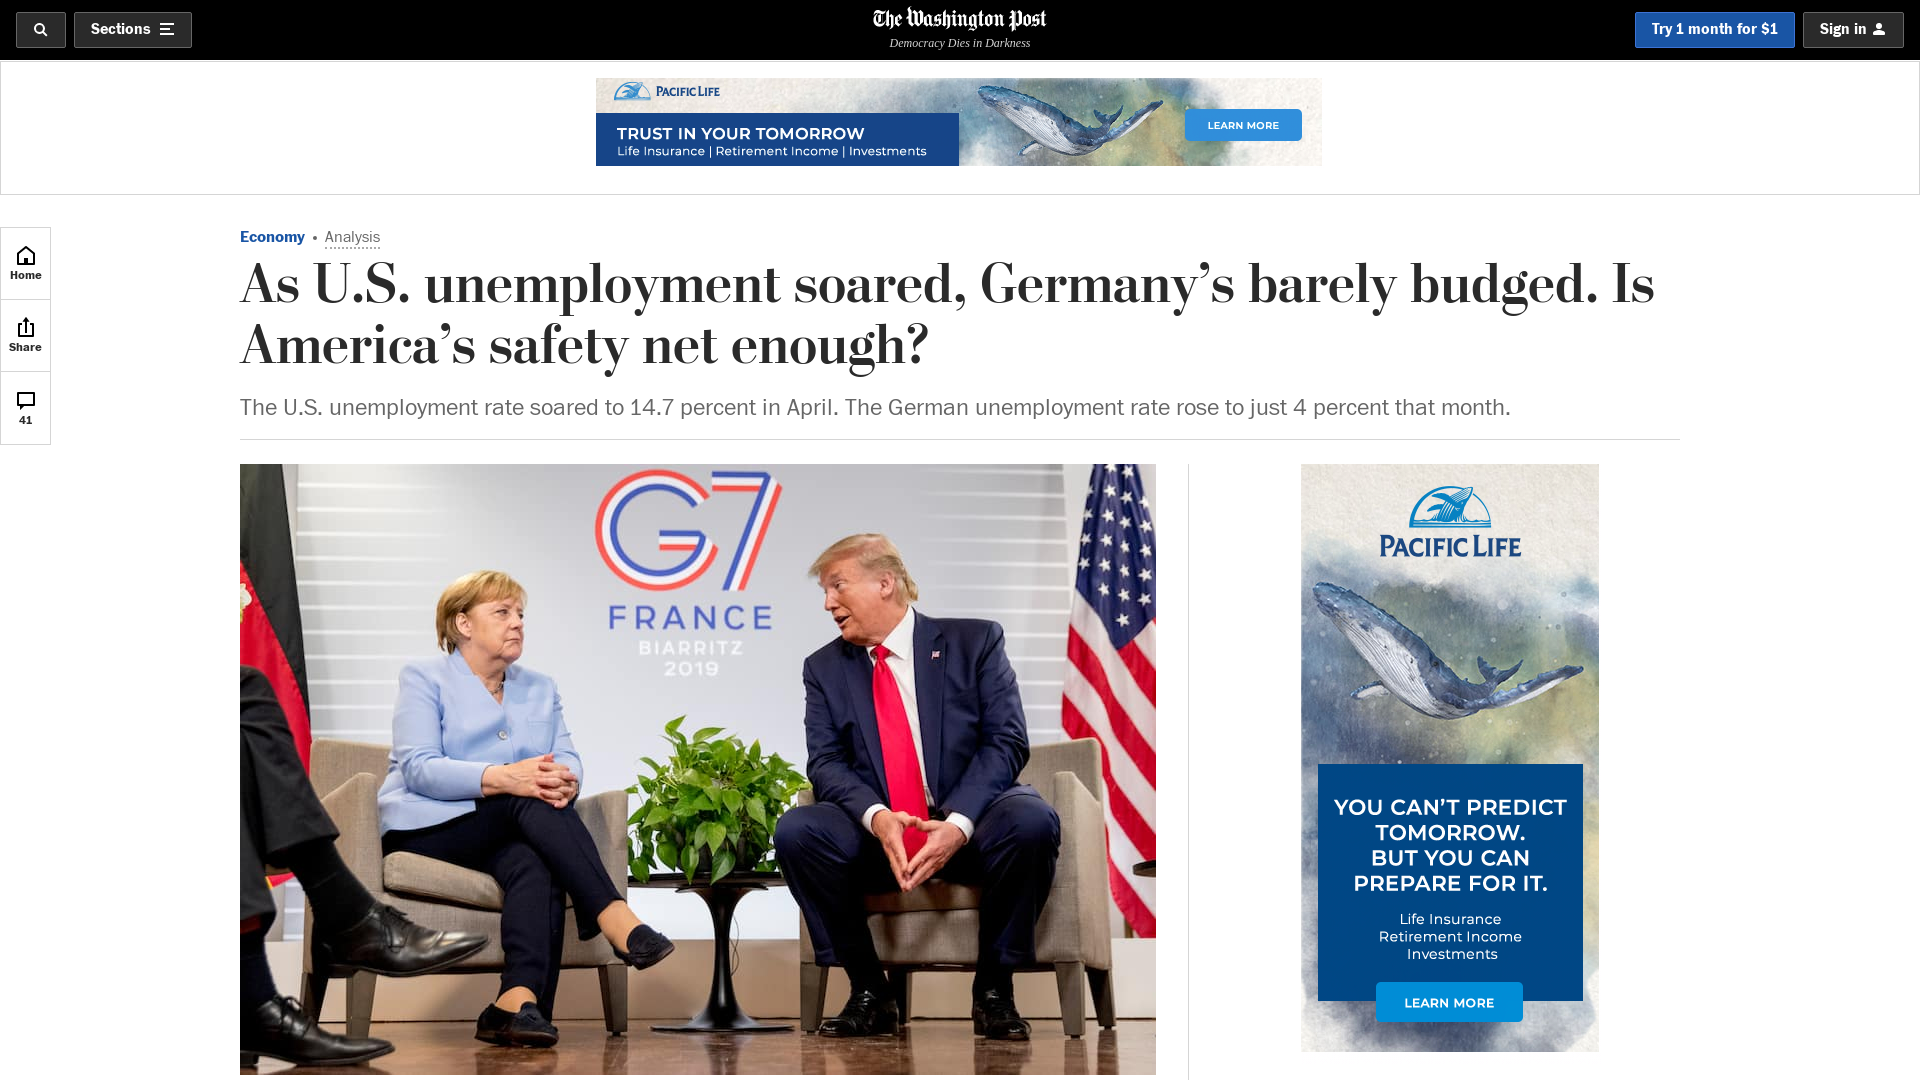 Sections
The Washington Post
Democracy Dies in Darkness
Try 1 month for $1
Sign in
PACIFIC LIFE
TRUST IN YOUR TOMORROW
Life Insurance | Retirement Income | Investments
LEARN MORE
Home
Share
41
Economy • Analysis
As U.S. unemployment soared, Germany’s barely budged. Is
America’s safety net enough?
The U.S. unemployment rate soared to 14.7 percent in April. The German unemployment rate rose to just 4 percent that month.
G7
FRANCE
BIARRITZ
2019
PACIFIC LIFE
YOU CAN’T PREDICT
TOMORROW.
BUT YOU CAN
PREPARE FOR IT.
Life Insurance
Retirement Income
Investments
LEARN MORE